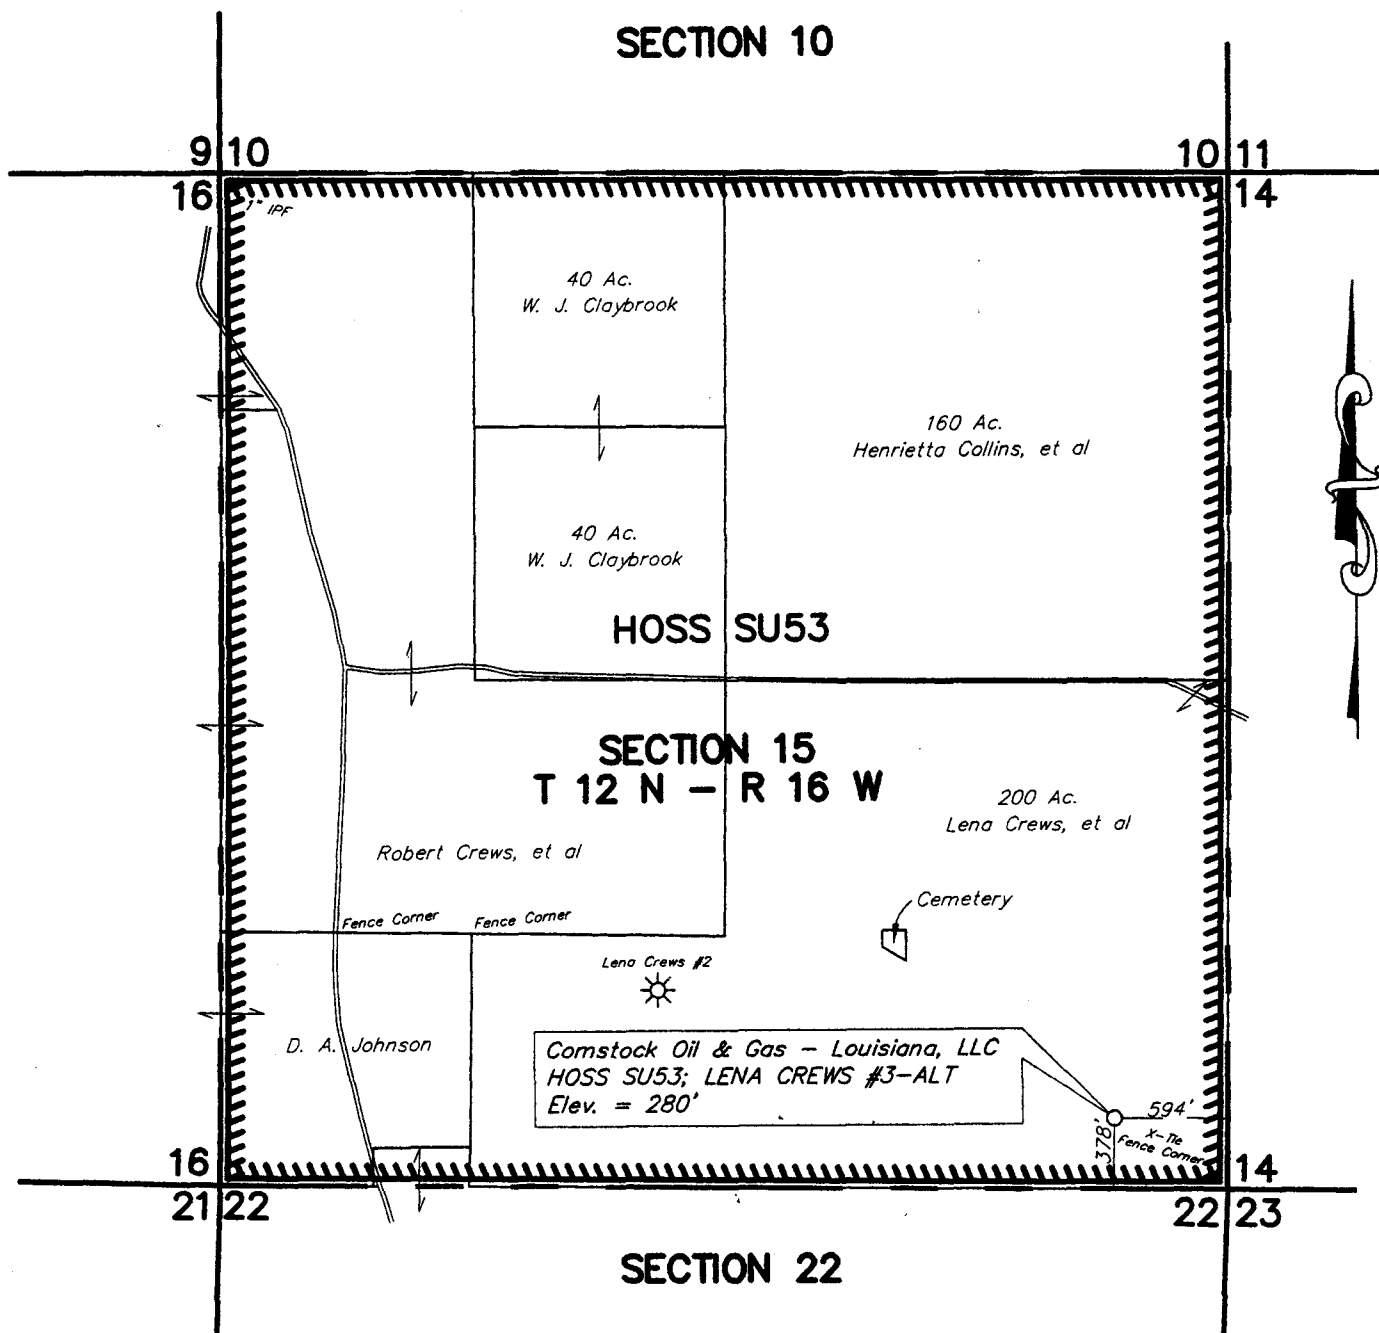 SECTION 10
9 10
10 11
16
14
1" IPF
40 Ac.
W. J. Claybrook
160 Ac.
Henrietta Collins, et al
40 Ac.
W. J. Claybrook
HOSS SU53
SECTION 15
T 12 N – R 16 W
200 Ac.
Lena Crews, et al
Robert Crews, et al
Cemetery
Fence Corner
Fence Corner
Lena Crews #2
D. A. Johnson
Comstock Oil & Gas – Louisiana, LLC
HOSS SU53; LENA CREWS #3-ALT
Elev. = 280'
594'
378'
X-Tie
Fence Corner
16
14
21 22
22 23
SECTION 22